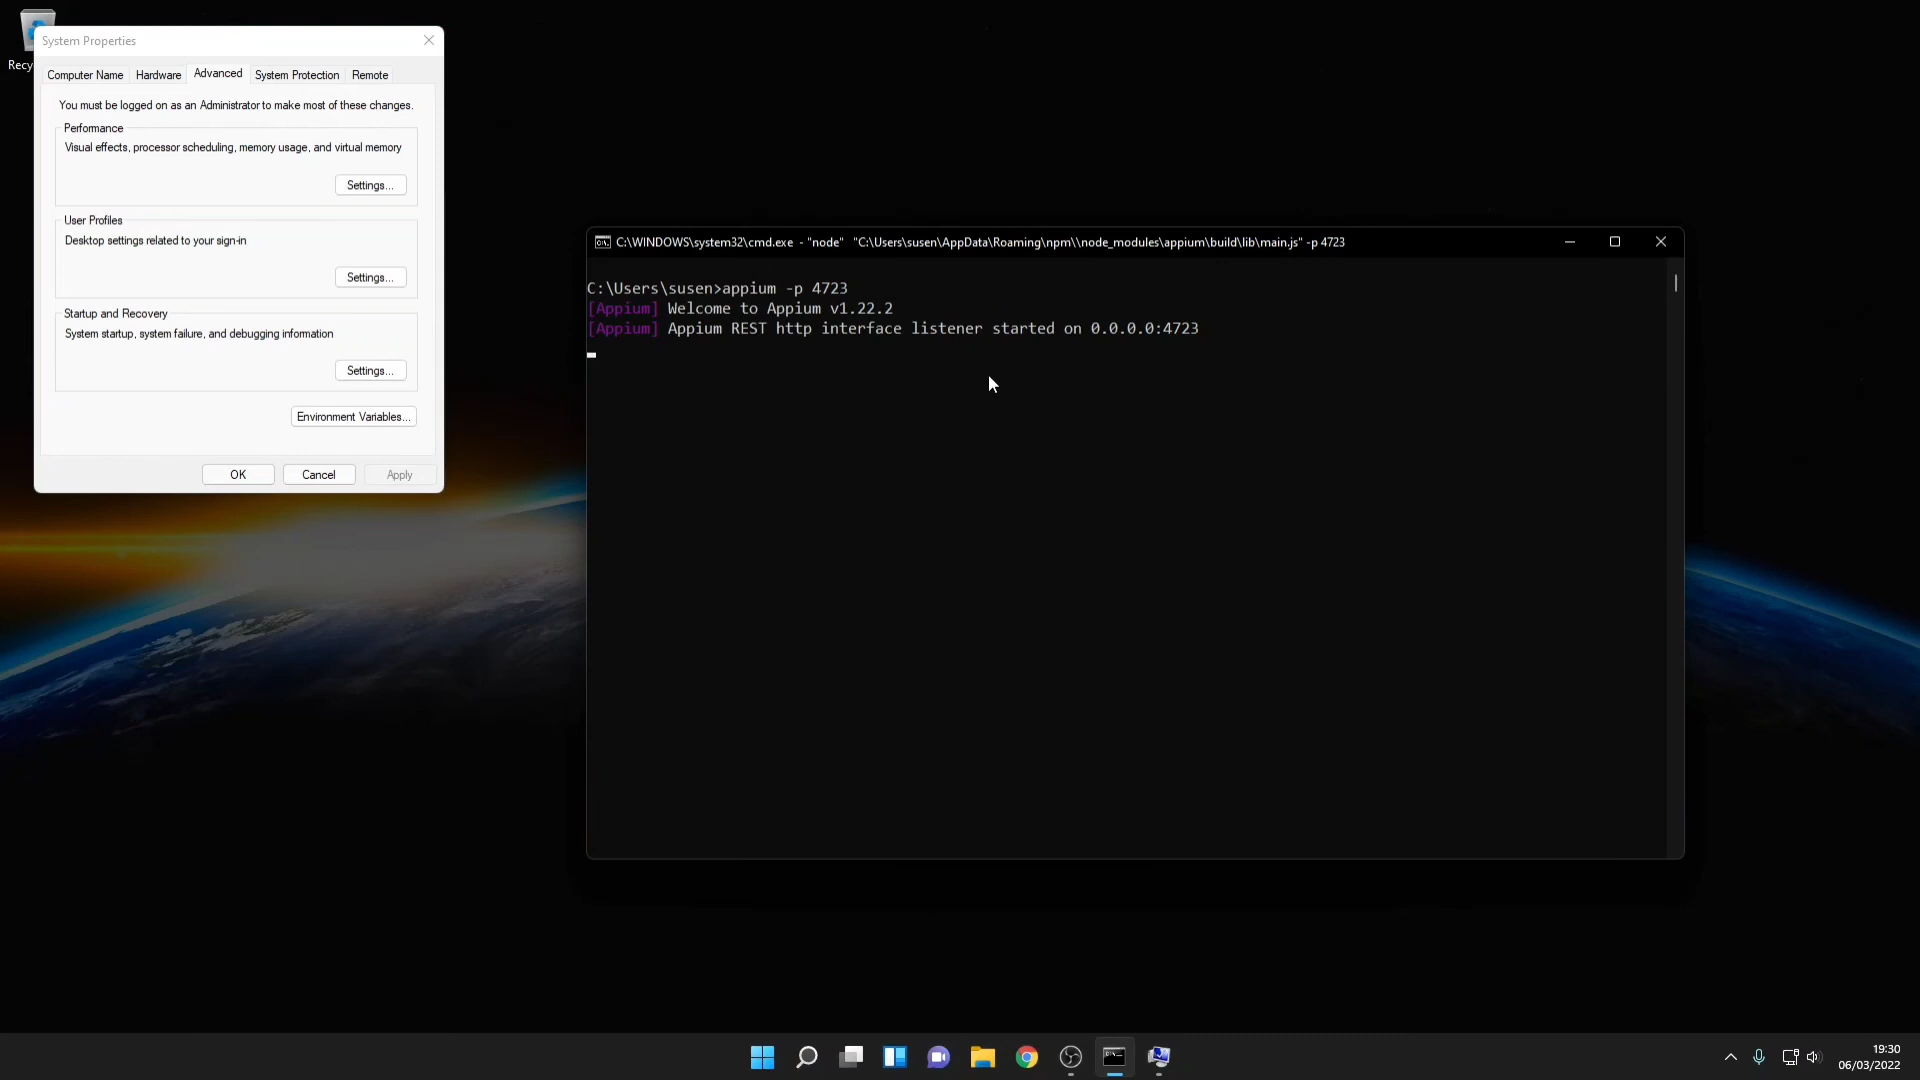 Recy
System Properties
Computer Name Hardware Advanced System Protection Remote
You must be logged on as an Administrator to make most of these changes.
Performance
Visual effects, processor scheduling, memory usage, and virtual memory
Settings...
User Profiles
Desktop settings related to your sign-in
Settings...
Startup and Recovery
System startup, system failure, and debugging information
Settings...
Environment Variables...
OK Cancel Apply
C:\WINDOWS\system32\cmd.exe - "node" "C:\Users\susen\AppData\Roaming\npm\\node_modules\appium\build\lib\main.js" -p 4723
C:\Users\susen>appium -p 4723
[Appium] Welcome to Appium v1.22.2
[Appium] Appium REST http interface listener started on 0.0.0.0:4723
19:30
06/03/2022